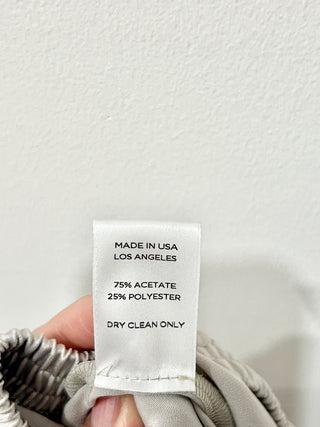 MADE IN USA
LOS ANGELES
75% ACETATE
25% POLYESTER
DRY CLEAN ONLY